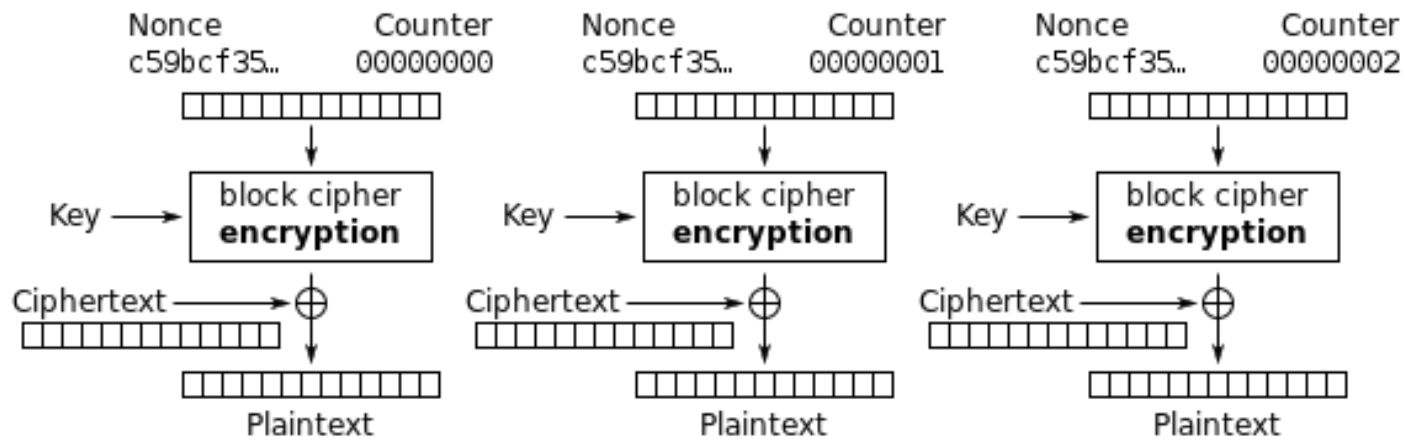 Nonce Counter Nonce Counter Nonce Counter
c59bcf35… 00000000 c59bcf35… 00000001 c59bcf35… 00000002
block cipher block cipher block cipher
Key encryption Key encryption Key encryption
Ciphertext Ciphertext Ciphertext
Plaintext Plaintext Plaintext